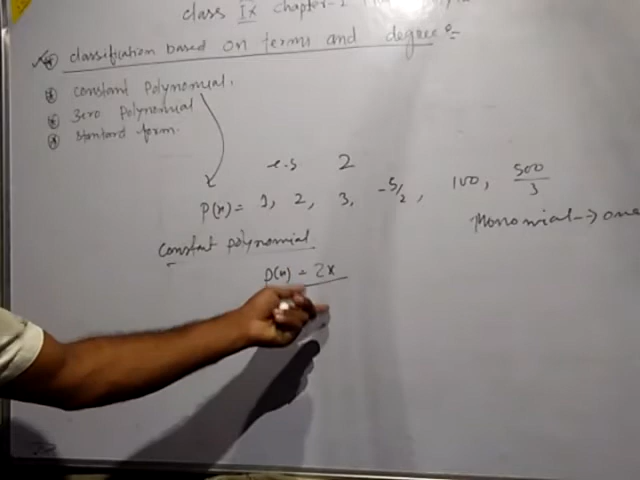 class IX chapter-2
classification based on terms and degree:-
constant polynomial.
zero polynomial
standard form.
e.g 2
P(x) = 1, 2, 3, -5/2, 100, 500/3
Monomial → one
constant polynomial
P(x) = 2x